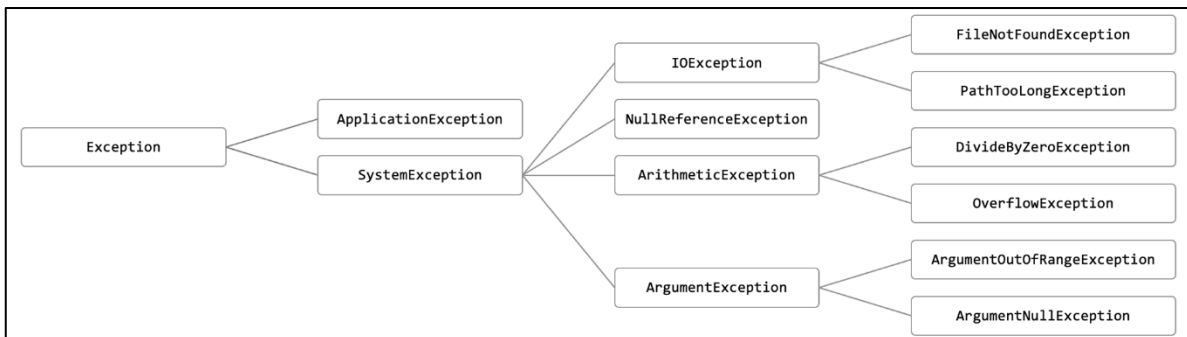 FileNotFoundException
IOException
PathTooLongException
ApplicationException
NullReferenceException
Exception
DivideByZeroException
SystemException
ArithmeticException
OverflowException
ArgumentOutOfRangeException
ArgumentException
ArgumentNullException